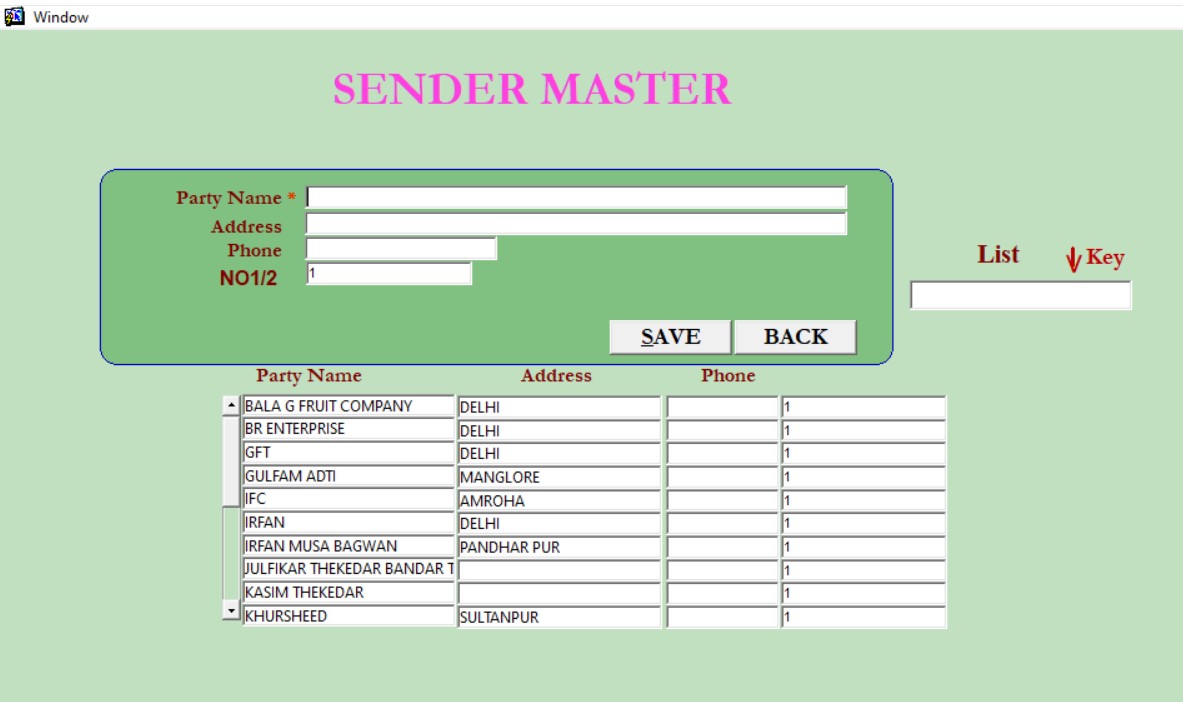 Window
SENDER MASTER
Party Name *
Address
Phone
NO1/2 1
List Key
SAVE BACK
Party Name Address Phone
BALA G FRUIT COMPANY DELHI 1
BR ENTERPRISE DELHI 1
GFT DELHI 1
GULFAM ADTI MANGLORE 1
IFC AMROHA 1
IRFAN DELHI 1
IRFAN MUSA BAGWAN PANDHAR PUR 1
JULFIKAR THEKEDAR BANDAR T 1
KASIM THEKEDAR 1
KHURSHEED SULTANPUR 1